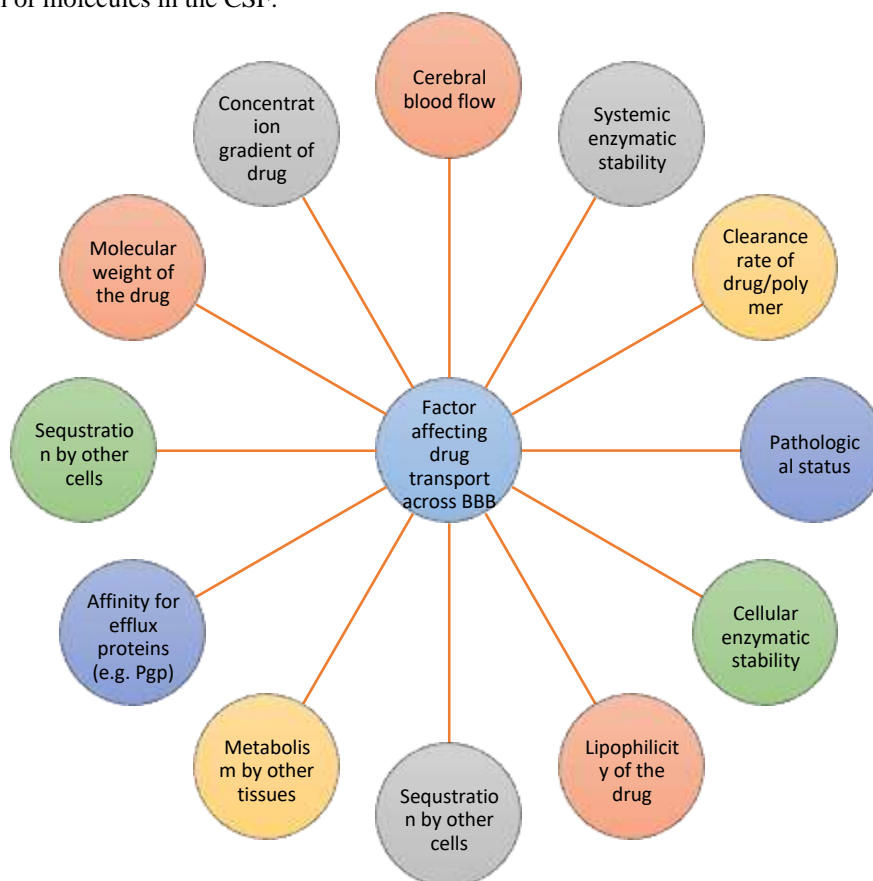 n of molecules in the CSF.
Cerebral
blood flow
Systemic
enzymatic
stability
Clearance
rate of
drug/poly
mer
Pathologic
al status
Cellular
enzymatic
stability
Lipophilicit
y of the
drug
Sequstratio
n by other
cells
Metabolis
m by other
tissues
Affinity for
efflux
proteins
(e.g. Pgp)
Sequstratio
n by other
cells
Molecular
weight of
the drug
Concentrat
ion
gradient of
drug
Factor
affecting
drug
transport
across BBB